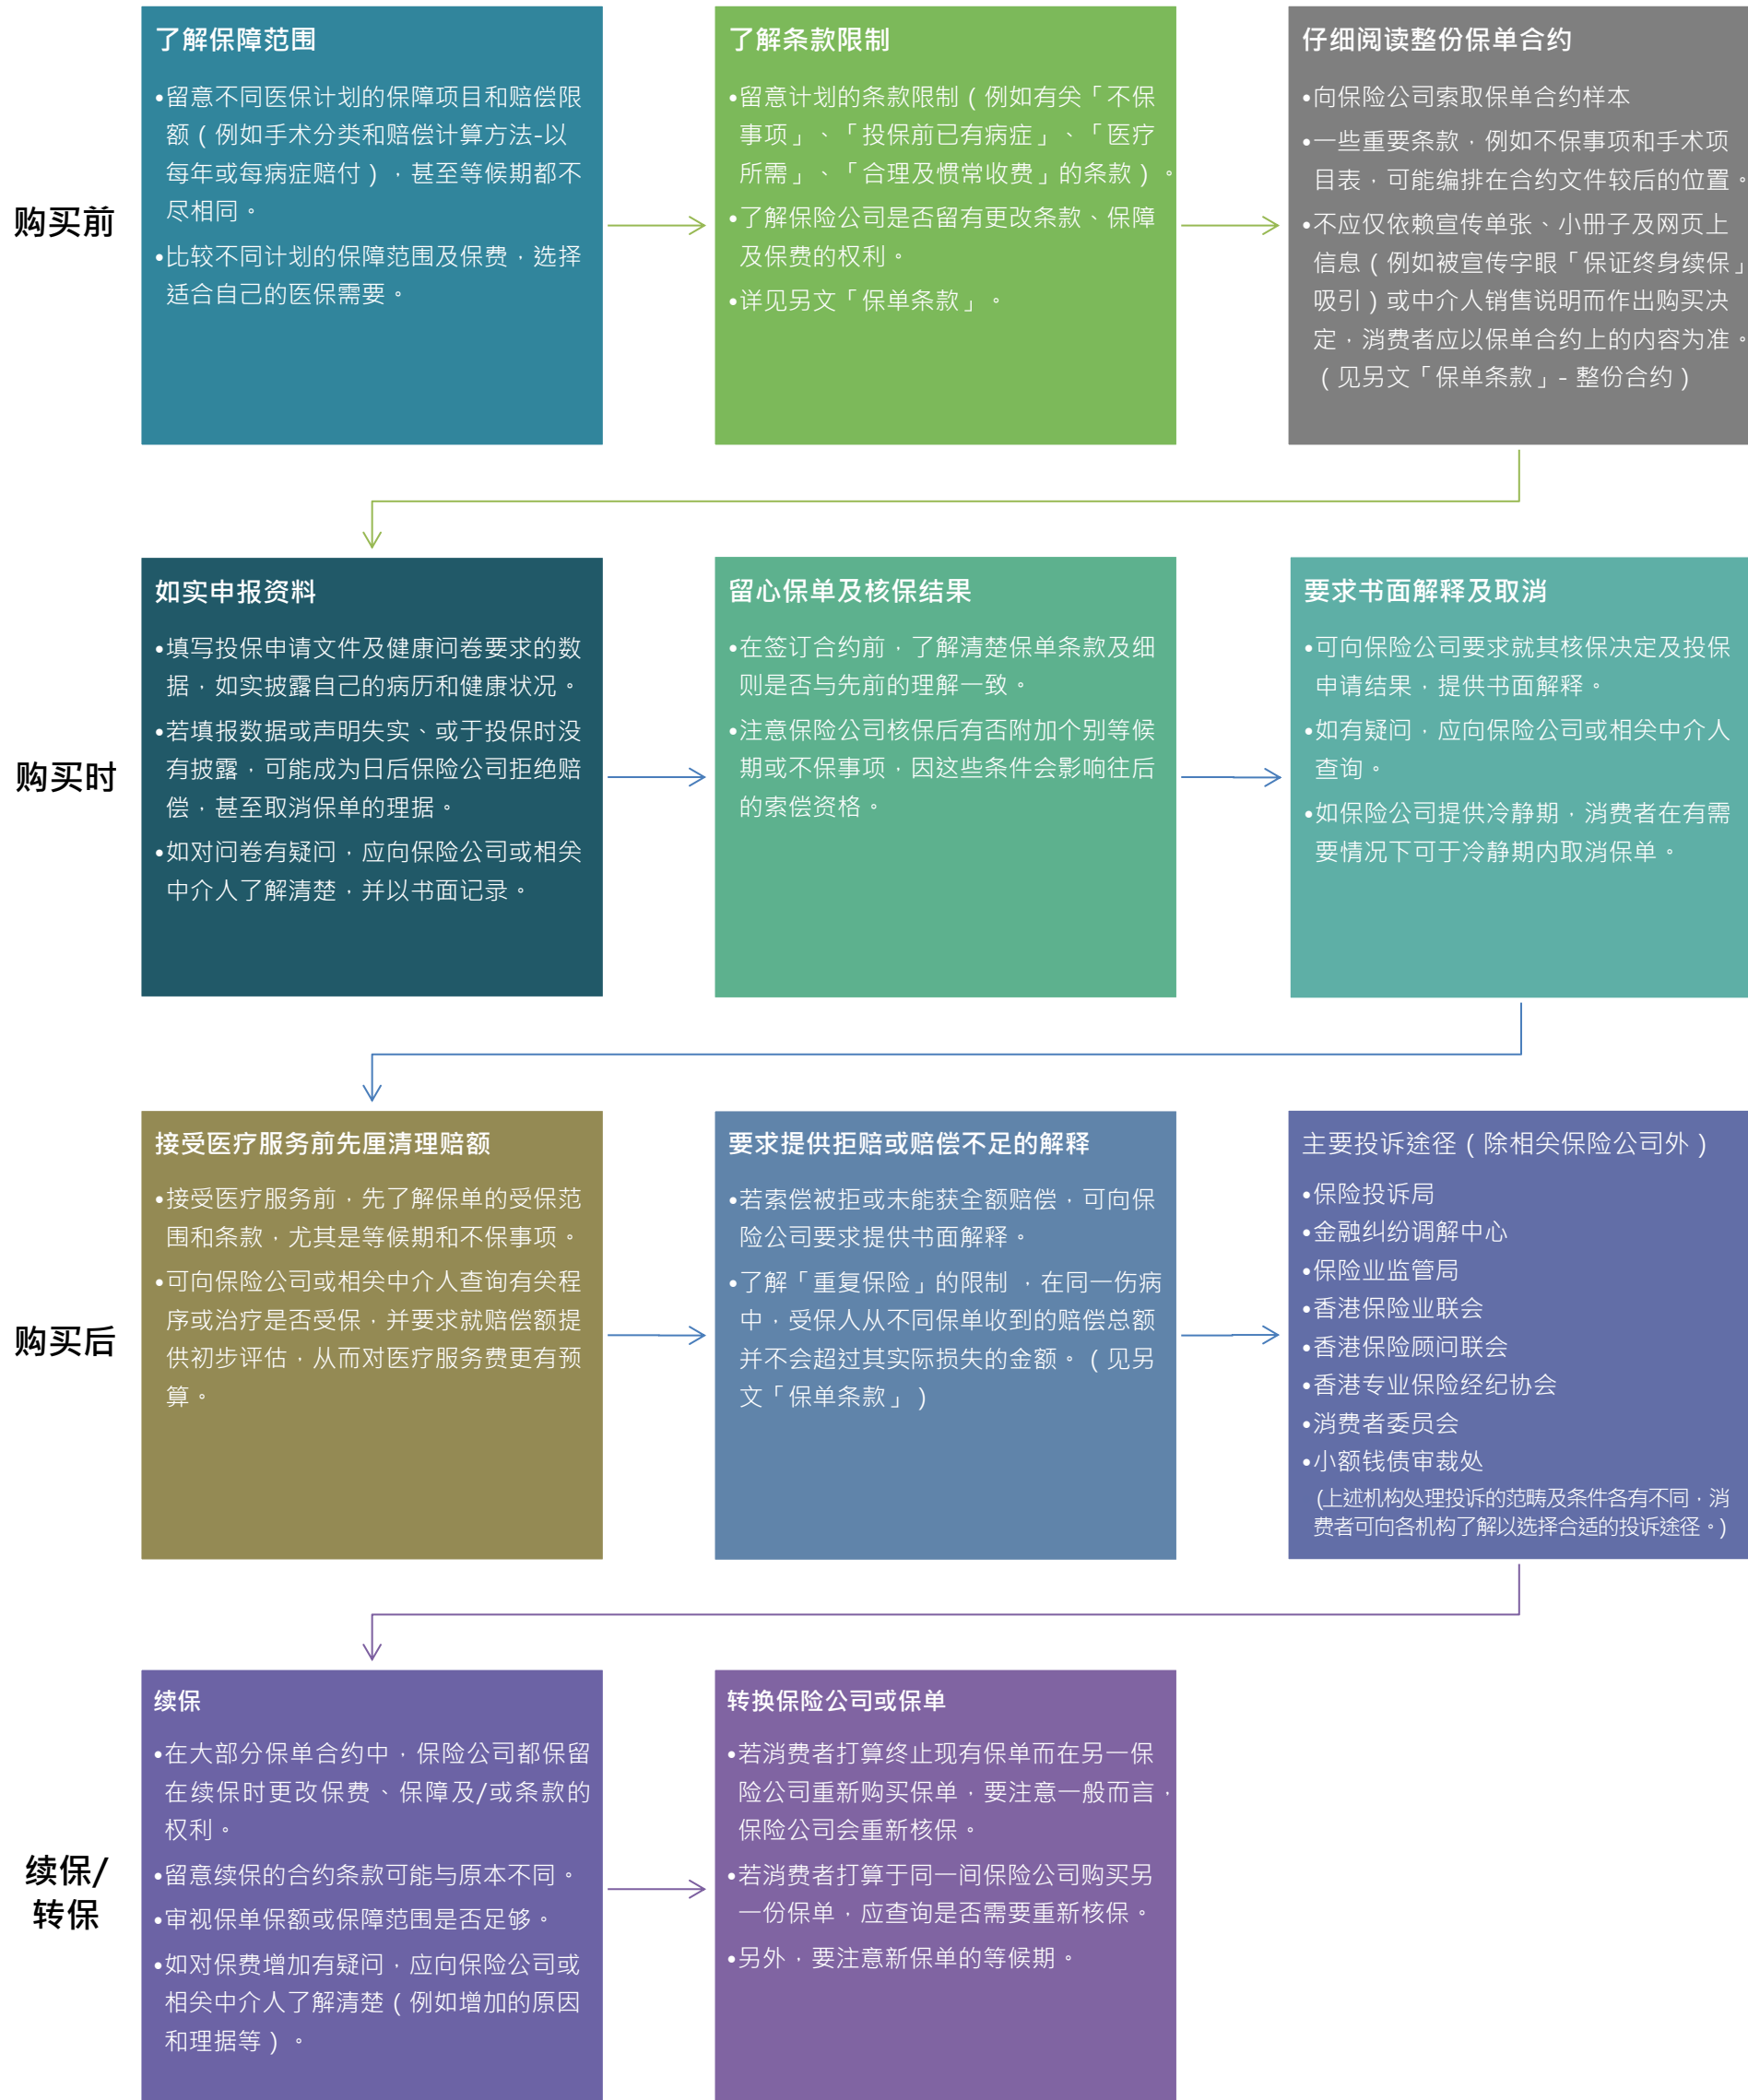 购买前
了解保障范围
•留意不同医保计划的保障项目和赔偿限
额（例如手术分类和赔偿计算方法-以
每年或每病症赔付），甚至等候期都不
尽相同。
•比较不同计划的保障范围及保费，选择
适合自己的医保需要。
了解条款限制
•留意计划的条款限制（例如有关「不保
事项」、「投保前已有病症」、「医疗
所需」、「合理及惯常收费」的条款）。
•了解保险公司是否留有更改条款、保障
及保费的权利。
•详见另文「保单条款」。
仔细阅读整份保单合约
•向保险公司索取保单合约样本
•一些重要条款，例如不保事项和手术项
目表，可能编排在合约文件较后的位置。
•不应仅依赖宣传单张、小册子及网页上
信息（例如被宣传字眼「保证终身续保」
吸引）或中介人销售说明而作出购买决
定，消费者应以保单合约上的内容为准。
（见另文「保单条款」- 整份合约）
购买时
如实申报资料
•填写投保申请文件及健康问卷要求的数
据，如实披露自己的病历和健康状况。
•若填报数据或声明失实、或于投保时没
有披露，可能成为日后保险公司拒绝赔
偿，甚至取消保单的理据。
•如对问卷有疑问，应向保险公司或相关
中介人了解清楚，并以书面记录。
留心保单及核保结果
•在签订合约前，了解清楚保单条款及细
则是否与先前的理解一致。
•注意保险公司核保后有否附加个别等候
期或不保事项，因这些条件会影响往后
的索偿资格。
要求书面解释及取消
•可向保险公司要求就其核保决定及投保
申请结果，提供书面解释。
•如有疑问，应向保险公司或相关中介人
查询。
•如保险公司提供冷静期，消费者在有需
要情况下可于冷静期内取消保单。
购买后
接受医疗服务前先厘清理赔额
•接受医疗服务前，先了解保单的受保范
围和条款，尤其是等候期和不保事项。
•可向保险公司或相关中介人查询有关程
序或治疗是否受保，并要求就赔偿额提
供初步评估，从而对医疗服务费更有预
算。
要求提供拒赔或赔偿不足的解释
•若索偿被拒或未能获全额赔偿，可向保
险公司要求提供书面解释。
•了解「重复保险」的限制 ，在同一伤病
中，受保人从不同保单收到的赔偿总额
并不会超过其实际损失的金额。（见另
文「保单条款」）
主要投诉途径（除相关保险公司外）
•保险投诉局
•金融纠纷调解中心
•保险业监管局
•香港保险业联会
•香港保险顾问联会
•香港专业保险经纪协会
•消费者委员会
•小额钱债审裁处
(上述机构处理投诉的范畴及条件各有不同，消
费者可向各机构了解以选择合适的投诉途径。)
续保/
转保
续保
•在大部分保单合约中，保险公司都保留
在续保时更改保费、保障及/或条款的
权利。
•留意续保的合约条款可能与原本不同。
•审视保单保额或保障范围是否足够。
•如对保费增加有疑问，应向保险公司或
相关中介人了解清楚（例如增加的原因
和理据等）。
转换保险公司或保单
•若消费者打算终止现有保单而在另一保
险公司重新购买保单，要注意一般而言，
保险公司会重新核保。
•若消费者打算于同一间保险公司购买另
一份保单，应查询是否需要重新核保。
•另外，要注意新保单的等候期。